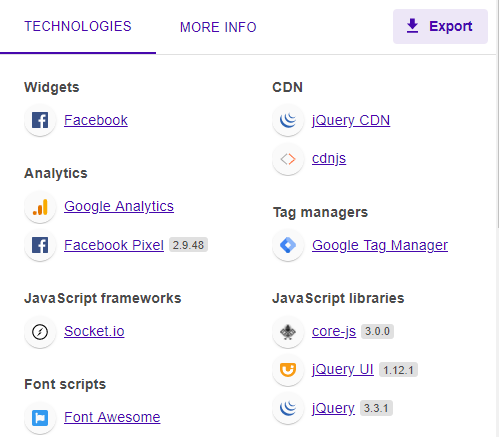 TECHNOLOGIES
MORE INFO
Export
Widgets
Facebook
Analytics
Google Analytics
Facebook Pixel 2.9.48
JavaScript frameworks
Socket.io
Font scripts
Font Awesome
CDN
jQuery CDN
cdnjs
Tag managers
Google Tag Manager
JavaScript libraries
core-js 3.0.0
jQuery UI 1.12.1
jQuery 3.3.1